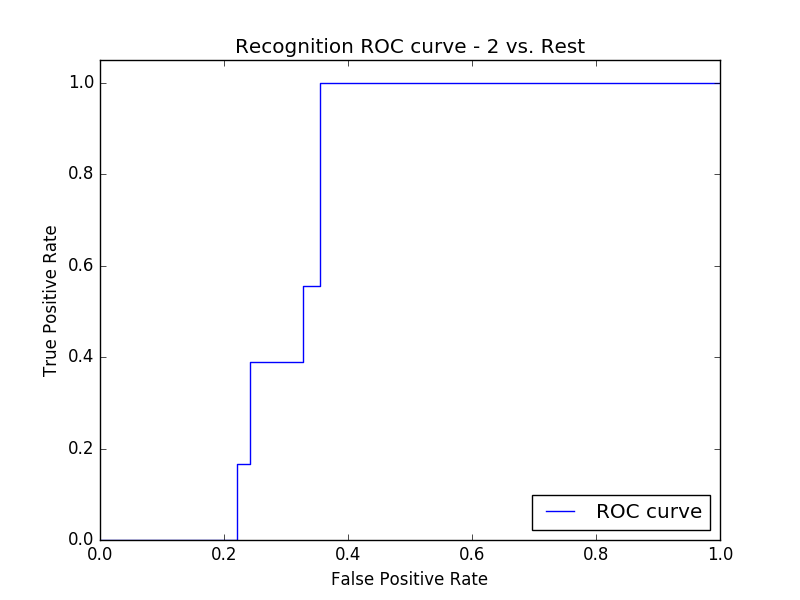 Recognition ROC curve - 2 vs. Rest
1.0
0.8
0.6
0.4
0.2
0.0
True Positive Rate
ROC curve
0.0 0.2 0.4 0.6 0.8 1.0
False Positive Rate